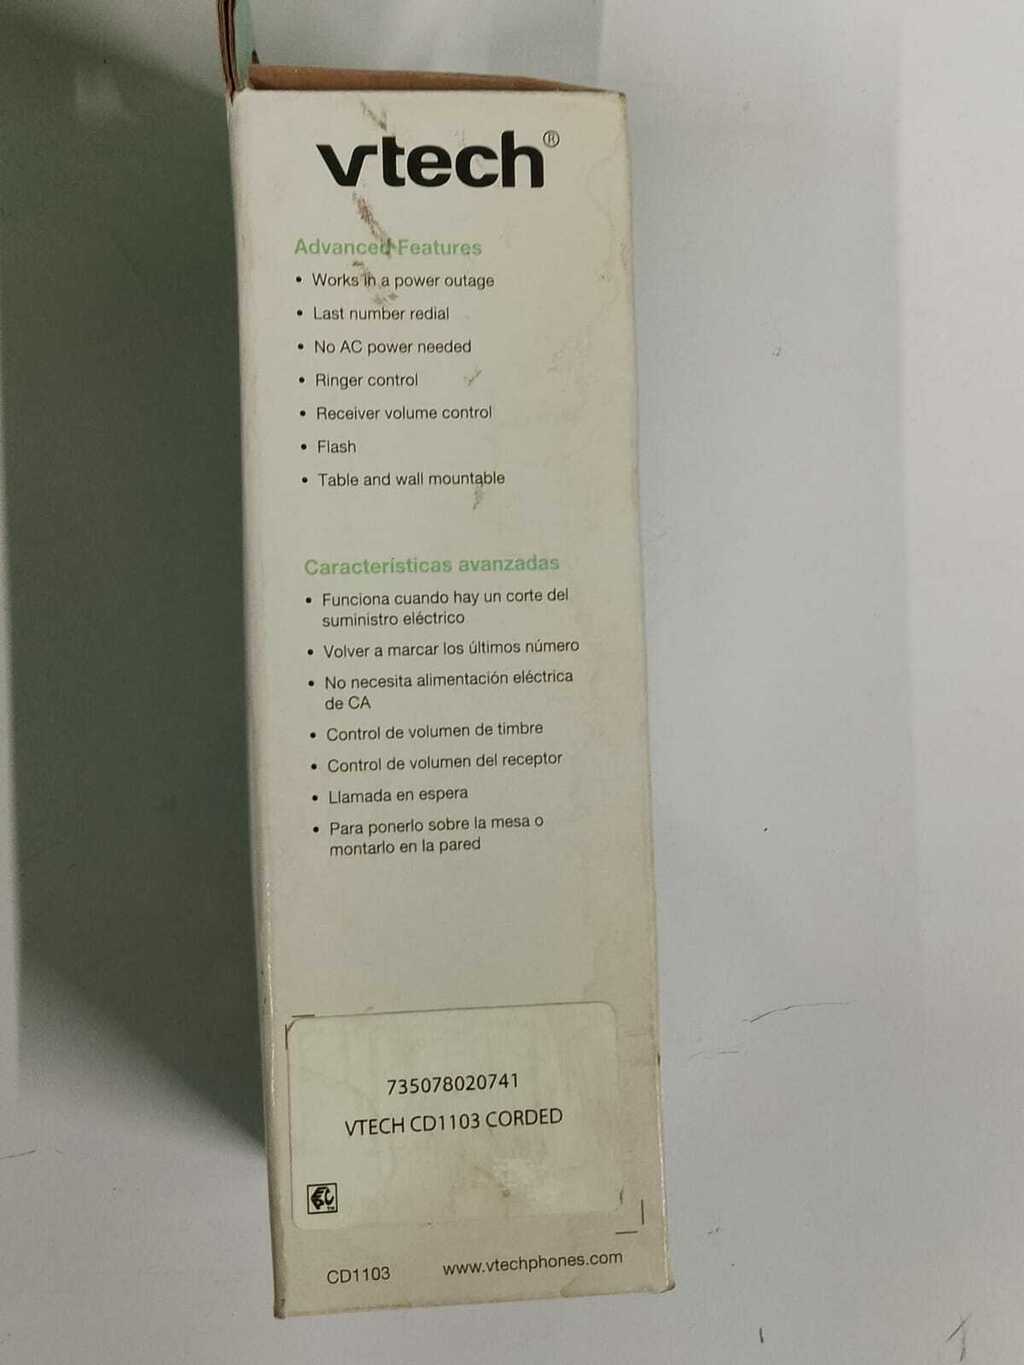 vtech®
Advanced Features
• Works in a power outage
• Last number redial
• No AC power needed
• Ringer control
• Receiver volume control
• Flash
• Table and wall mountable
Características avanzadas
• Funciona cuando hay un corte del
suministro eléctrico
• Volver a marcar los últimos número
• No necesita alimentación eléctrica
de CA
• Control de volumen de timbre
• Control de volumen del receptor
• Llamada en espera
• Para ponerlo sobre la mesa o
montarlo en la pared
735078020741
VTECH CD1103 CORDED
CD1103 www.vtechphones.com